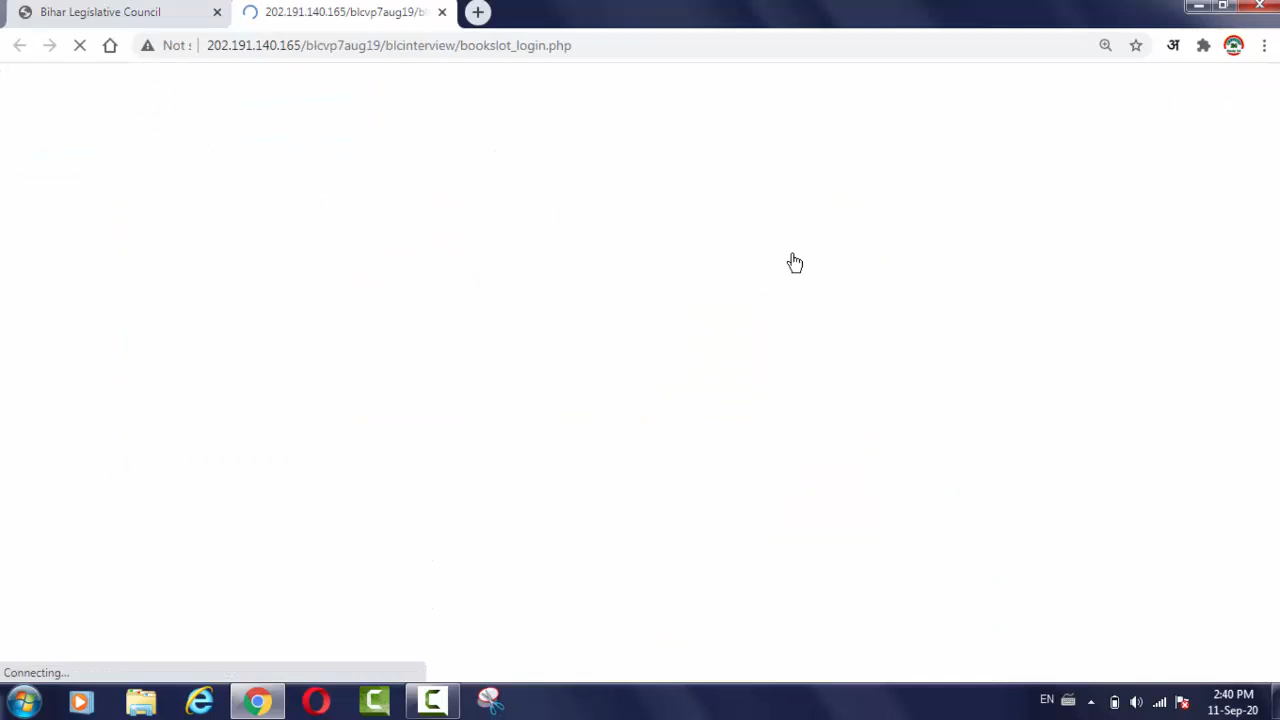 Bihar Legislative Council
202.191.140.165/blcvp7aug19/bl
Not s
202.191.140.165/blcvp7aug19/blcinterview/bookslot_login.php
अ
Connecting...
EN
2:40 PM
11-Sep-20